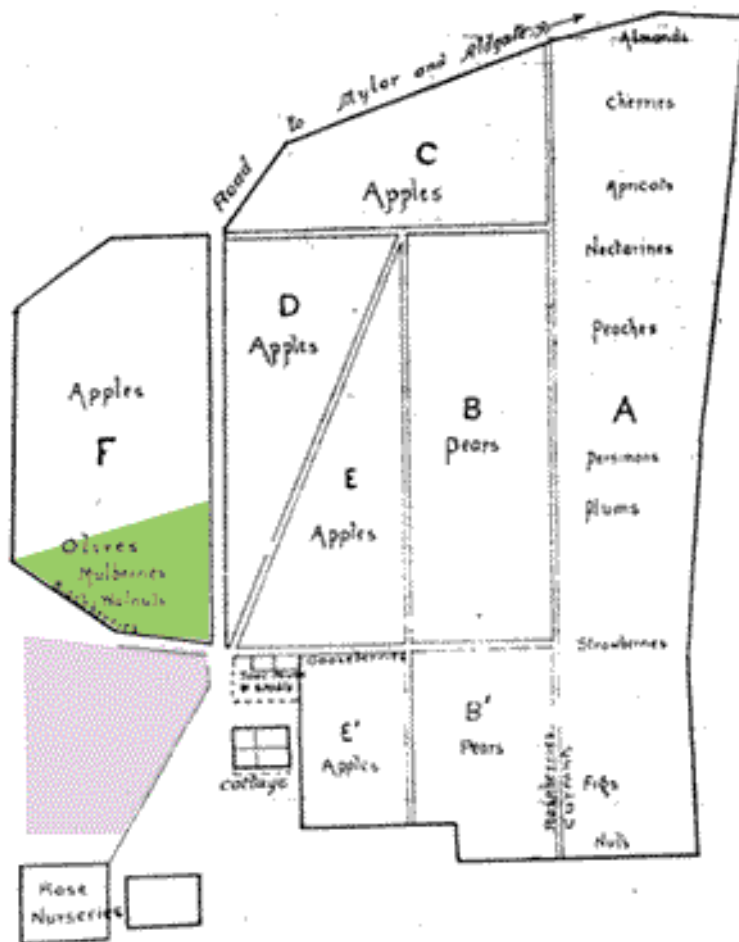 Road to Mylor and Aldgate
Almonds
Cherries
C
Apples
Apricots
Nectarines
D
Apples
Peaches
Apples
F
B
Pears
A
Persimons
Plums
E
Apples
Olives
Mulberries
Walnuts
Strawberries
Gooseberries
E'
Apples
B'
Pears
Cottage
Raspberries
Currants
Figs
Nuts
Rose
Nurseries